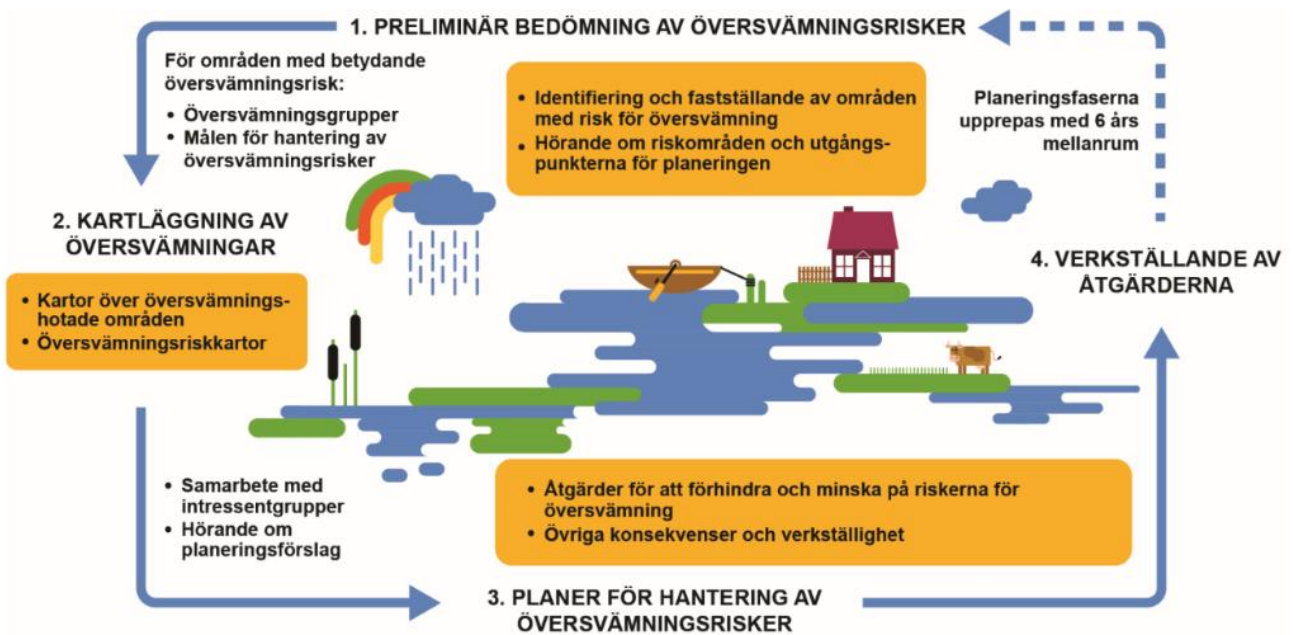 1. PRELIMINÄR BEDÖMNING AV ÖVERSVÄMNINGSRISKER
För områden med betydande
översvämningsrisk:
• Översvämningsgrupper
• Målen för hantering av
översvämningsrisker
• Identifiering och fastställande av områden
med risk för översvämning
• Hörande om riskområden och utgångs-
punkterna för planeringen
Planeringsfaserna
upprepas med 6 års
mellanrum
2. KARTLÄGGNING AV
ÖVERSVÄMNINGAR
• Kartor över översvämnings-
hotade områden
• Översvämningsriskkartor
4. VERKSTÄLLANDE AV
ÅTGÄRDERNA
• Samarbete med
intressentgrupper
• Hörande om
planeringsförslag
• Åtgärder för att förhindra och minska på riskerna för
översvämning
• Övriga konsekvenser och verkställighet
3. PLANER FÖR HANTERING AV
ÖVERSVÄMNINGSRISKER